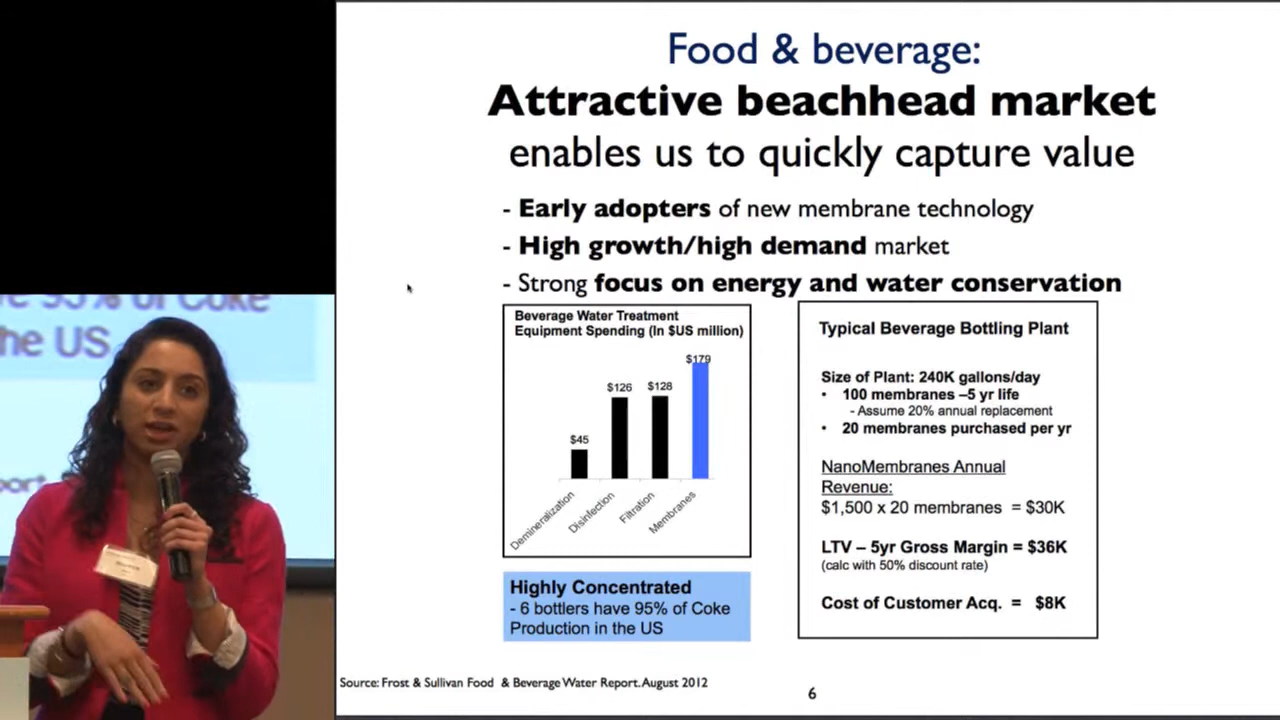 Food & beverage:
Attractive beachhead market
enables us to quickly capture value
- Early adopters of new membrane technology
- High growth/high demand market
- Strong focus on energy and water conservation
Beverage Water Treatment
Equipment Spending (In $US million)
$45
$126
$128
$179
Demineralization
Disinfection
Filtration
Membranes
Highly Concentrated
- 6 bottlers have 95% of Coke
Production in the US
Typical Beverage Bottling Plant
Size of Plant: 240K gallons/day
• 100 membranes –5 yr life
- Assume 20% annual replacement
• 20 membranes purchased per yr
NanoMembranes Annual
Revenue:
$1,500 x 20 membranes = $30K
LTV – 5yr Gross Margin = $36K
(calc with 50% discount rate)
Cost of Customer Acq. = $8K
Source: Frost & Sullivan Food & Beverage Water Report. August 2012
6
95% of Coke
he US